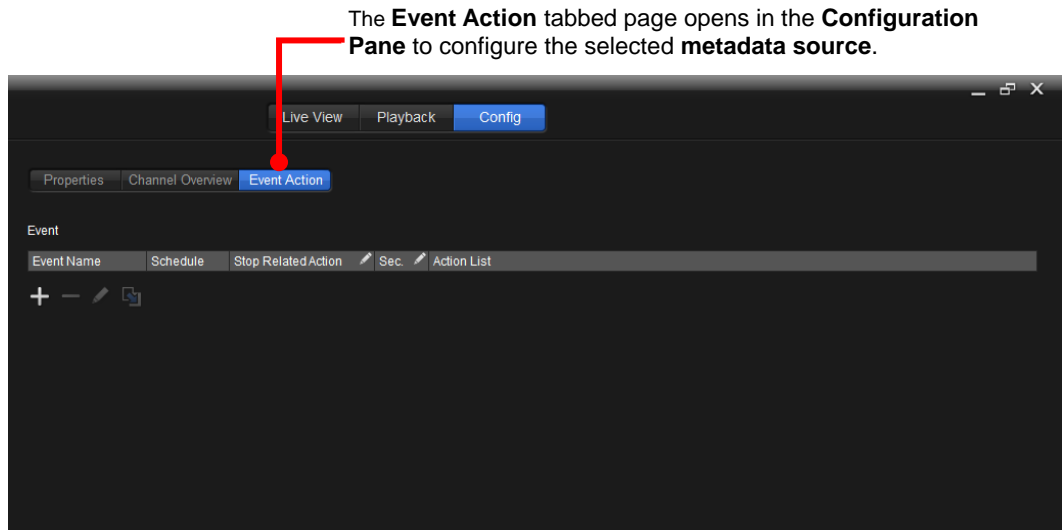 The Event Action tabbed page opens in the Configuration
Pane to configure the selected metadata source.
Live View Playback Config
Properties Channel Overview Event Action
Event
Event Name Schedule Stop Related Action Sec. Action List